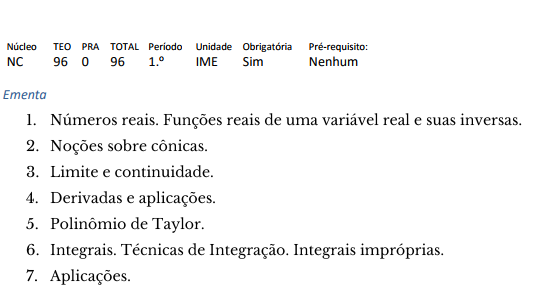 Núcleo TEO PRA TOTAL Período Unidade Obrigatória Pré-requisito:
NC 96 0 96 1.º IME Sim Nenhum
Ementa
1. Números reais. Funções reais de uma variável real e suas inversas.
2. Noções sobre cônicas.
3. Limite e continuidade.
4. Derivadas e aplicações.
5. Polinômio de Taylor.
6. Integrais. Técnicas de Integração. Integrais impróprias.
7. Aplicações.